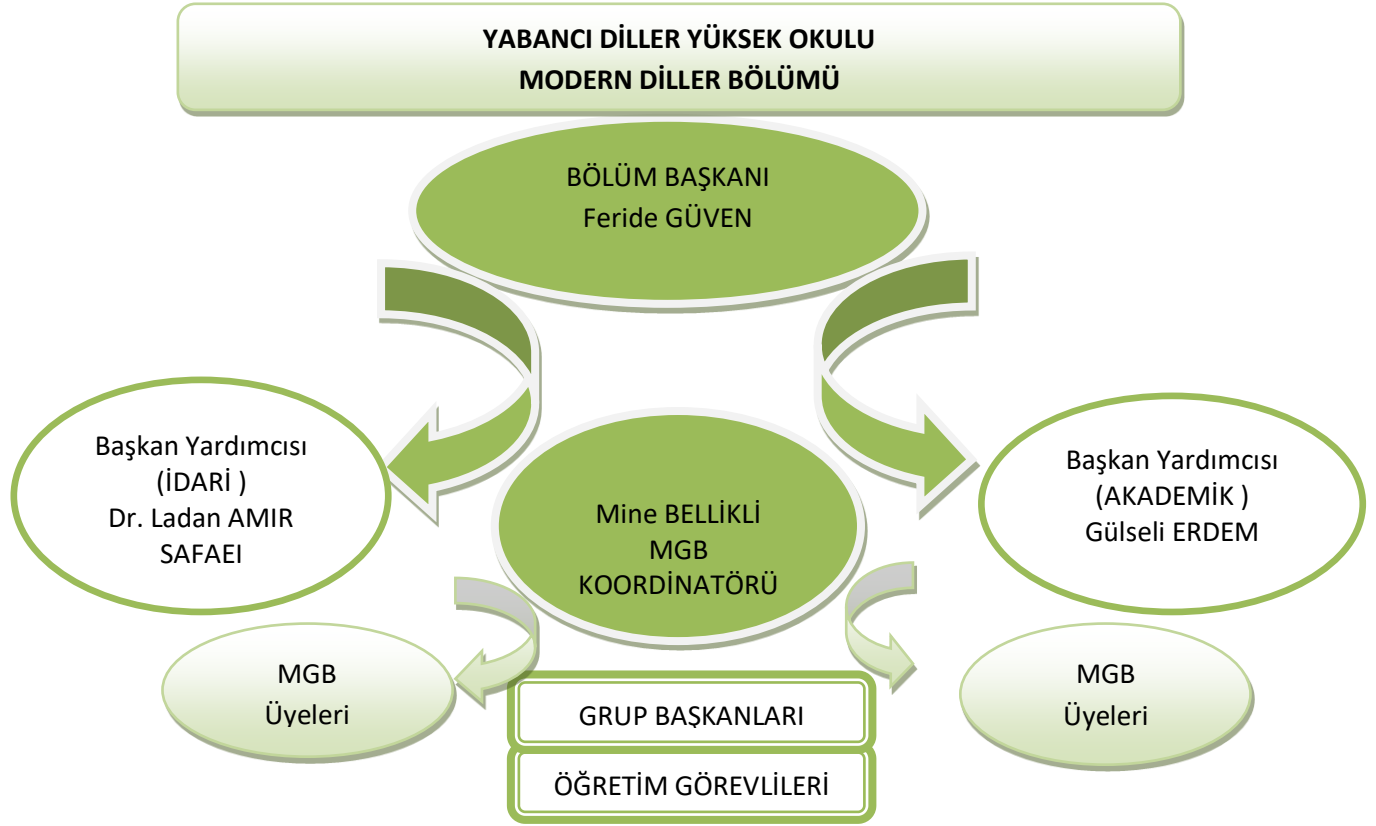 YABANCI DİLLER YÜKSEK OKULU
MODERN DİLLER BÖLÜMÜ
BÖLÜM BAŞKANI
Feride GÜVEN
Başkan Yardımcısı
(İDARİ )
Dr. Ladan AMIR
SAFAEI
Mine BELLİKLİ
MGB
KOORDİNATÖRÜ
Başkan Yardımcısı
(AKADEMİK )
Gülseli ERDEM
MGB
Üyeleri
GRUP BAŞKANLARI
ÖĞRETİM GÖREVLİLERİ
MGB
Üyeleri